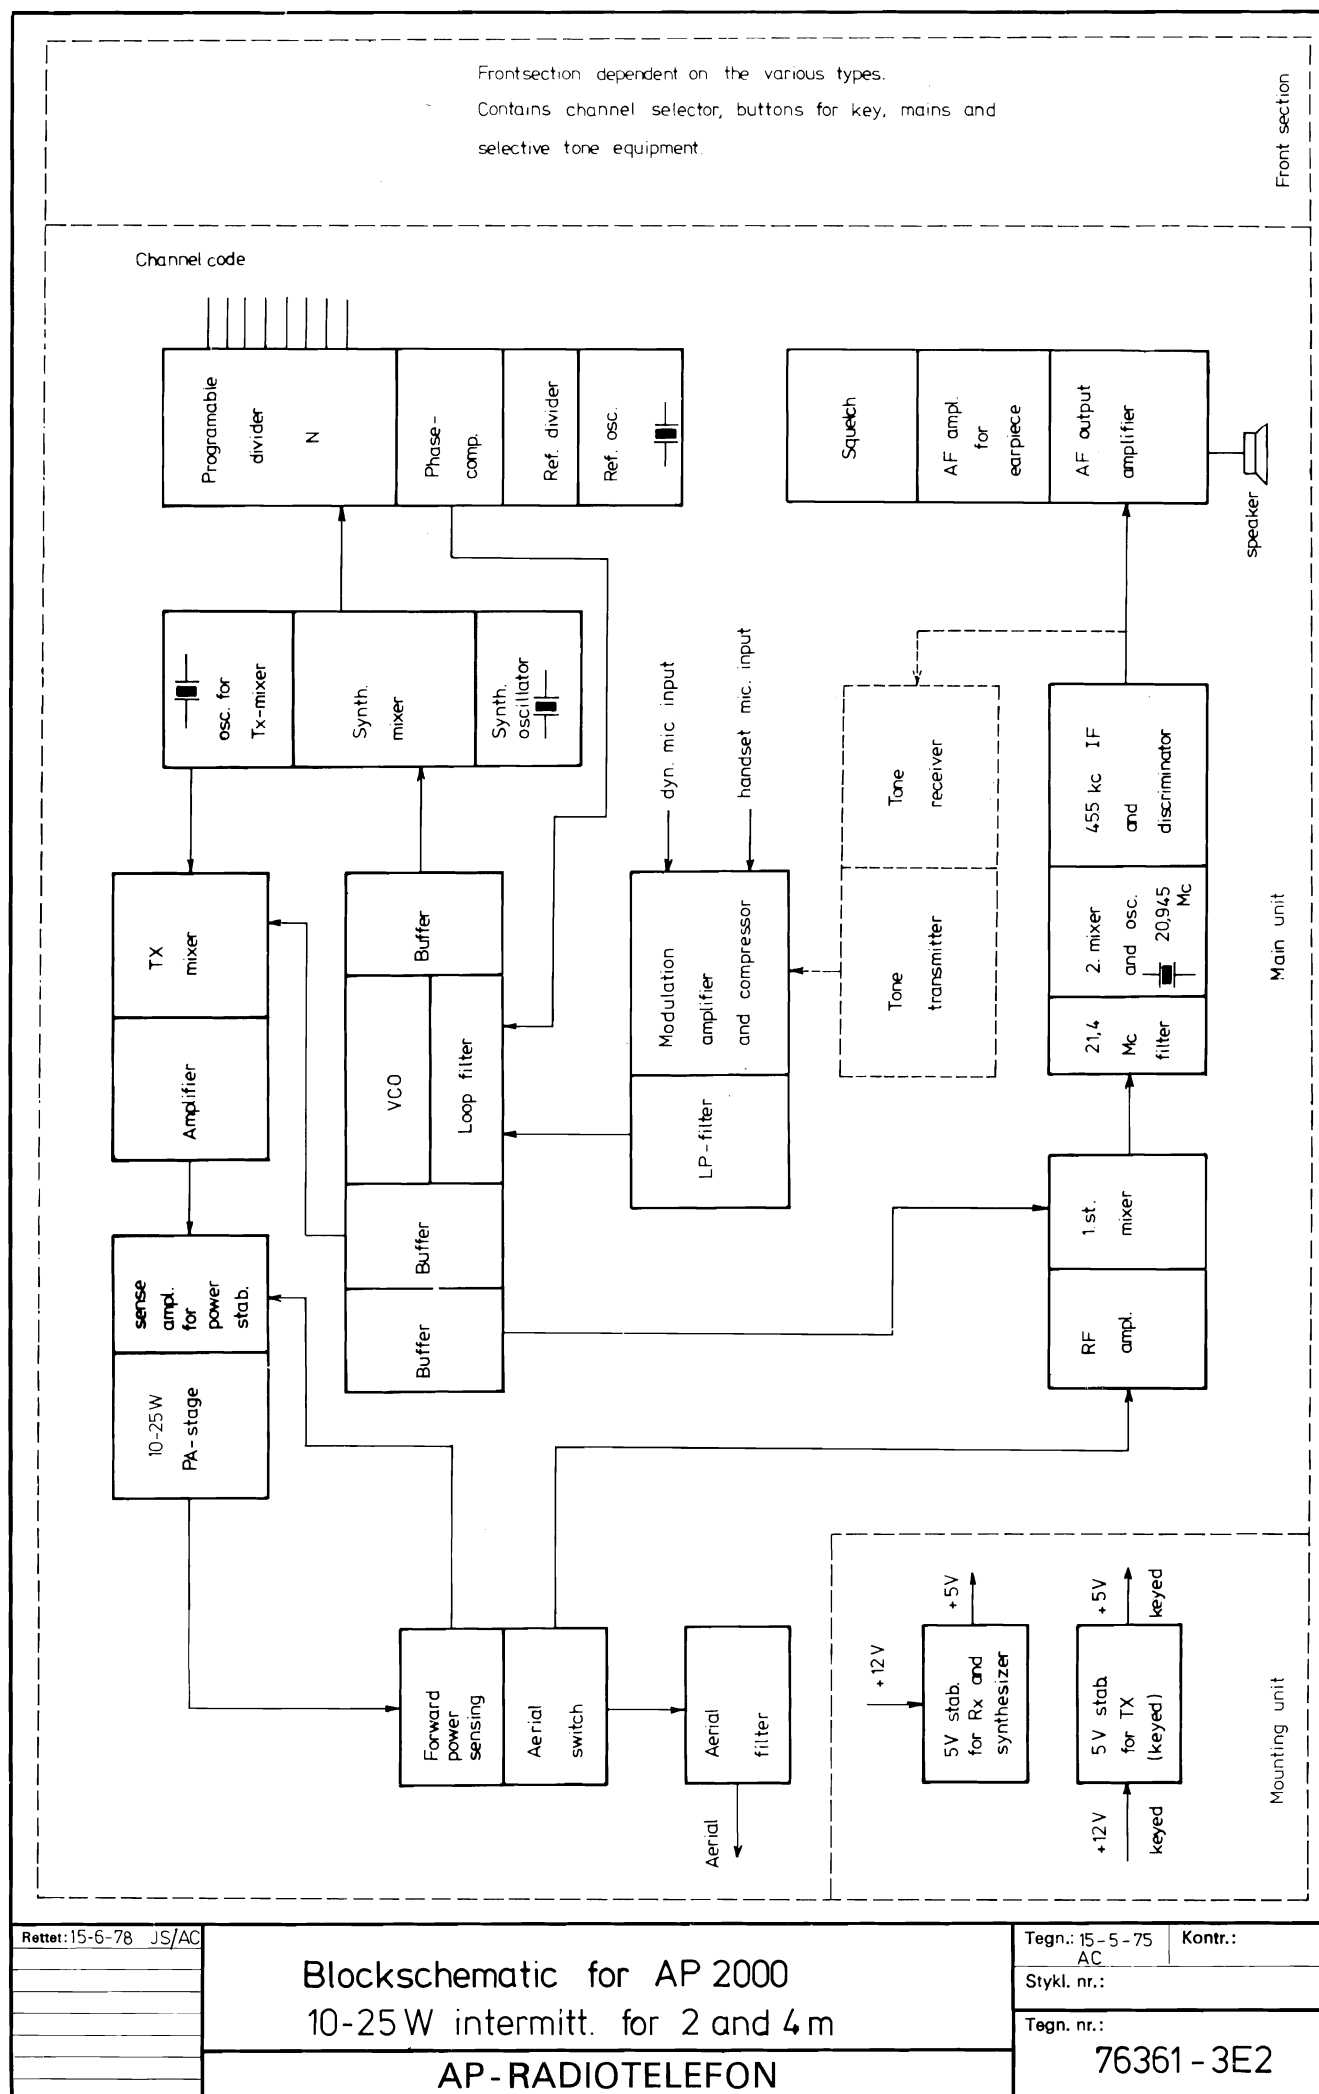 Frontsection dependent on the various types.
Contains channel selector, buttons for key, mains and
selective tone equipment.
Front section
Channel code
Programable
divider
N
Phase-
comp.
Ref. divider
Ref. osc.
Squelch
AF ampl.
for
earpiece
AF output
amplifier
speaker
osc. for
Tx-mixer
Synth.
mixer
Synth.
oscillator
dyn. mic input
handset mic. input
Tone
receiver
Tone
transmitter
455 kc IF
and
discriminator
2. mixer
and osc.
20,945
Mc
21,4
Mc
filter
Main unit
TX
mixer
Amplifier
Buffer
VCO
Loop filter
Buffer
Buffer
Modulation
amplifier
and compressor
LP-filter
sense
ampl.
for
power
stab.
10-25W
PA-stage
1.st.
mixer
RF
ampl.
Forward
power
sensing
Aerial
switch
Aerial
filter
Aerial
+12V
+5V
5V stab.
for Rx and
synthesizer
+5V
keyed
5V stab.
for TX
(keyed)
+12V
keyed
Mounting unit
Rettet: 15-6-78 JS/AC
Blockschematic for AP 2000
10-25W intermitt. for 2 and 4m
AP-RADIOTELEFON
Tegn.: 15-5-75
AC
Kontr.:
Stykl. nr.:
Tegn. nr.:
76361-3E2